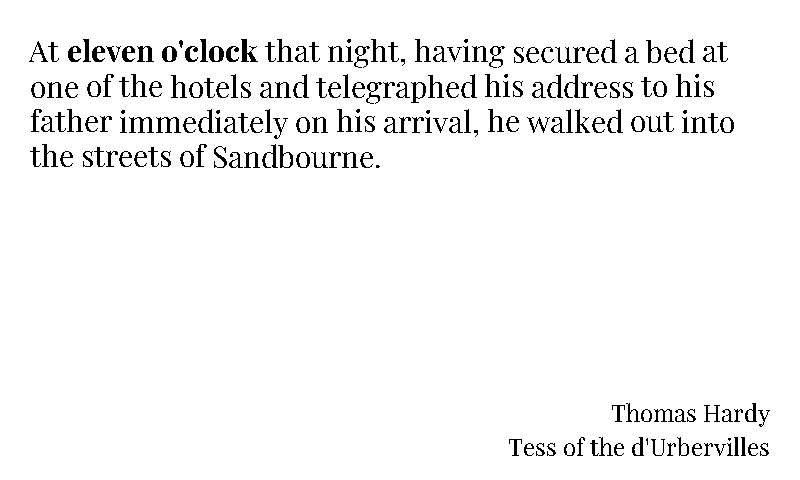 At eleven o'clock that night, having secured a bed at
one of the hotels and telegraphed his address to his
father immediately on his arrival, he walked out into
the streets of Sandbourne.
Thomas Hardy
Tess of the d'Urbervilles